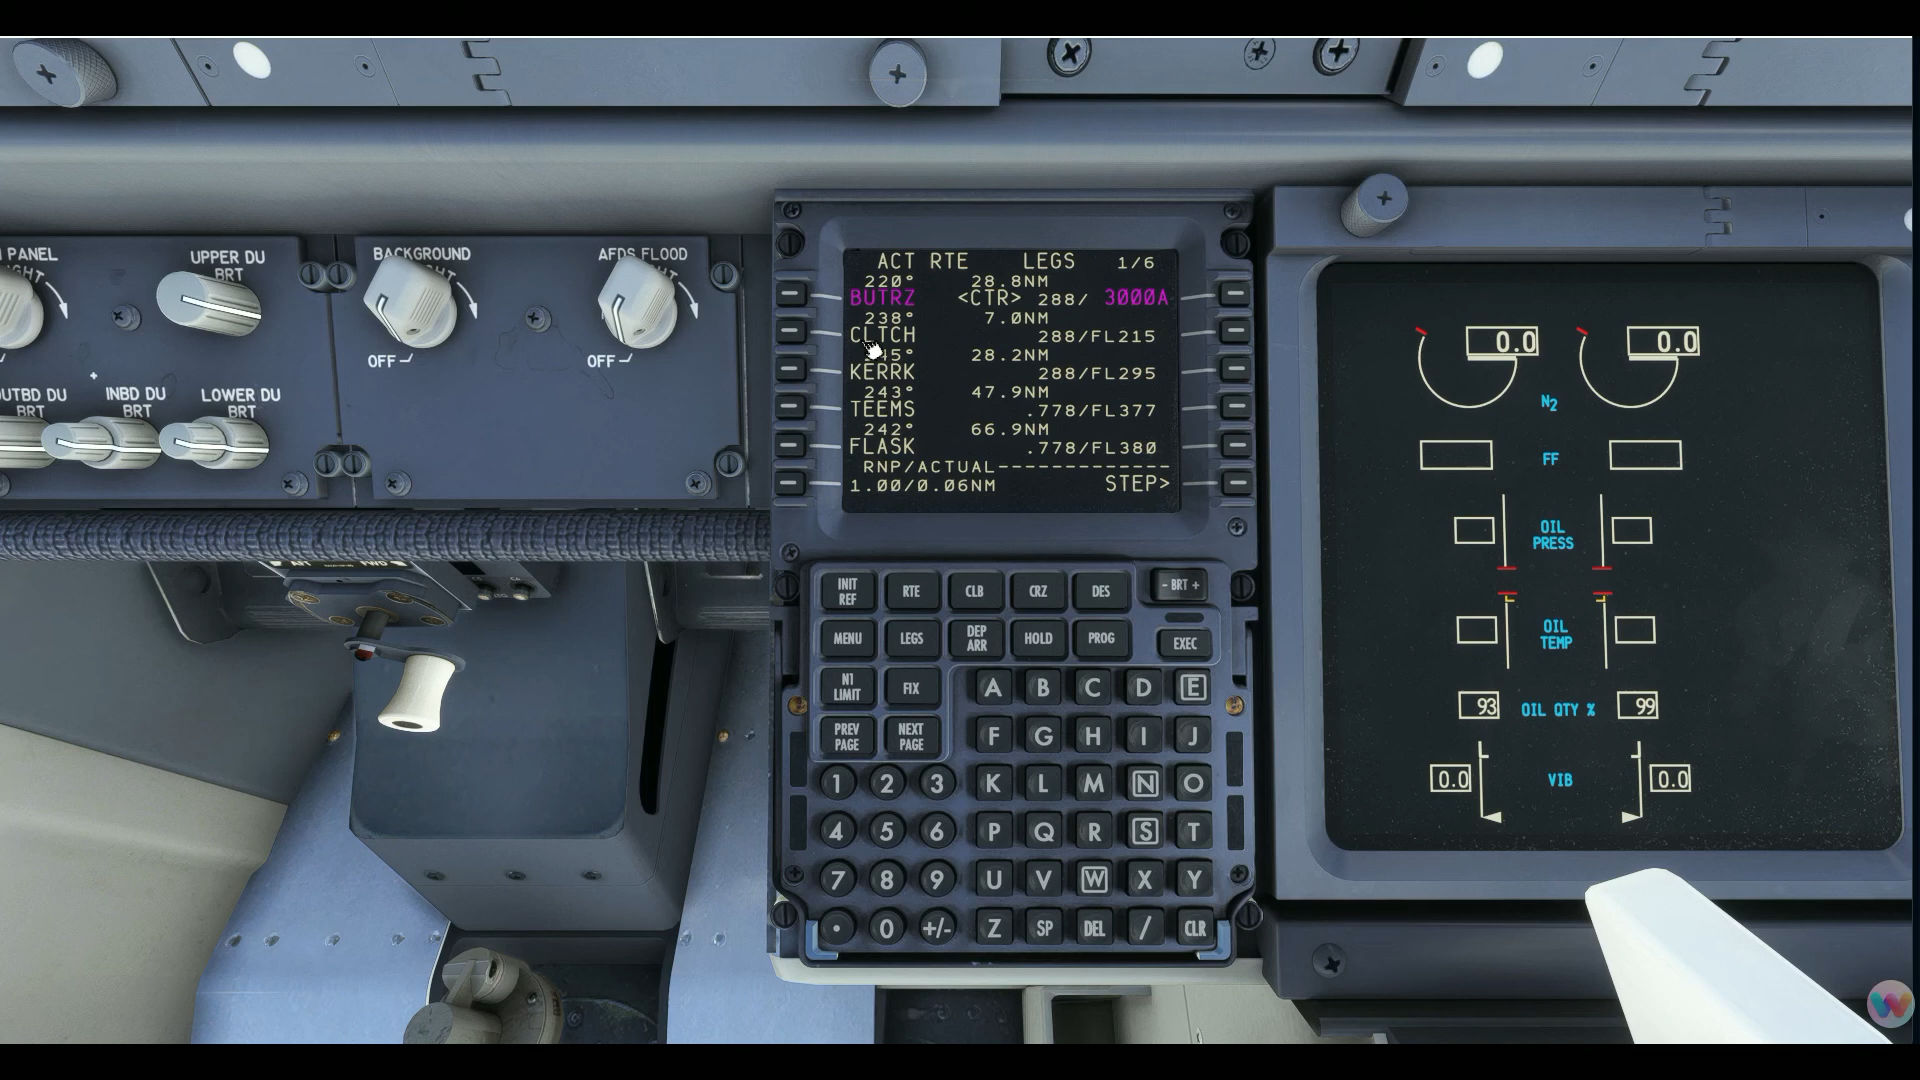 PANEL
UPPER DU
BRT
OUTBD DU
BRT
INBD DU
BRT
LOWER DU
BRT
BACKGROUND
OFF
AFDS FLOOD
OFF
ACT RTE LEGS 1/6
220° 28.8NM
BUTRZ <CTR> 288/ 3000A
238° 7.0NM
CLTCH 288/FL215
45° 28.2NM
KERRK 288/FL295
243° 47.9NM
TEEMS .778/FL377
242° 66.9NM
FLASK .778/FL380
RNP/ACTUAL-------------
1.00/0.06NM STEP>
INIT REF
RTE
CLB
CRZ
DES
- BRT +
MENU
LEGS
DEP ARR
HOLD
PROG
EXEC
N1 LIMIT
FIX
A B C D E
PREV PAGE
NEXT PAGE
F G H I J
1 2 3 K L M N O
4 5 6 P Q R S T
7 8 9 U V W X Y
. 0 +/- Z SP DEL / CLR
0.0 0.0
N2
FF
OIL
PRESS
OIL
TEMP
93 OIL QTY % 99
0.0 VIB 0.0